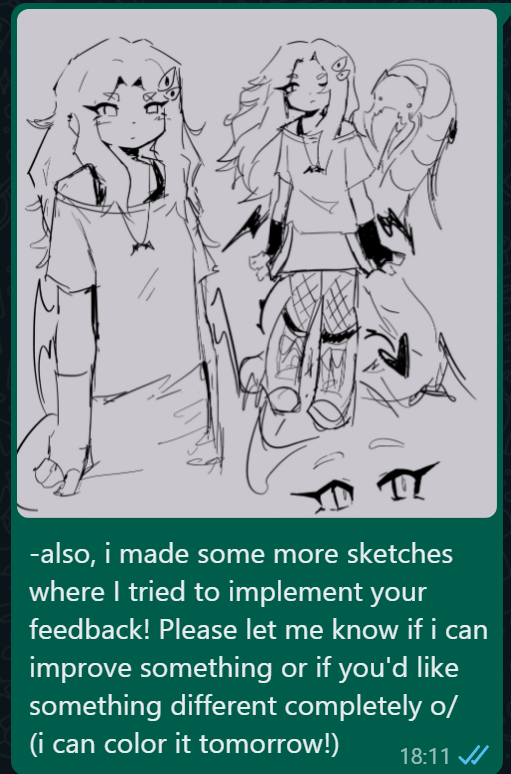 -also, i made some more sketches
where I tried to implement your
feedback! Please let me know if i can
improve something or if you'd like
something different completely o/
(i can color it tomorrow!)
18:11